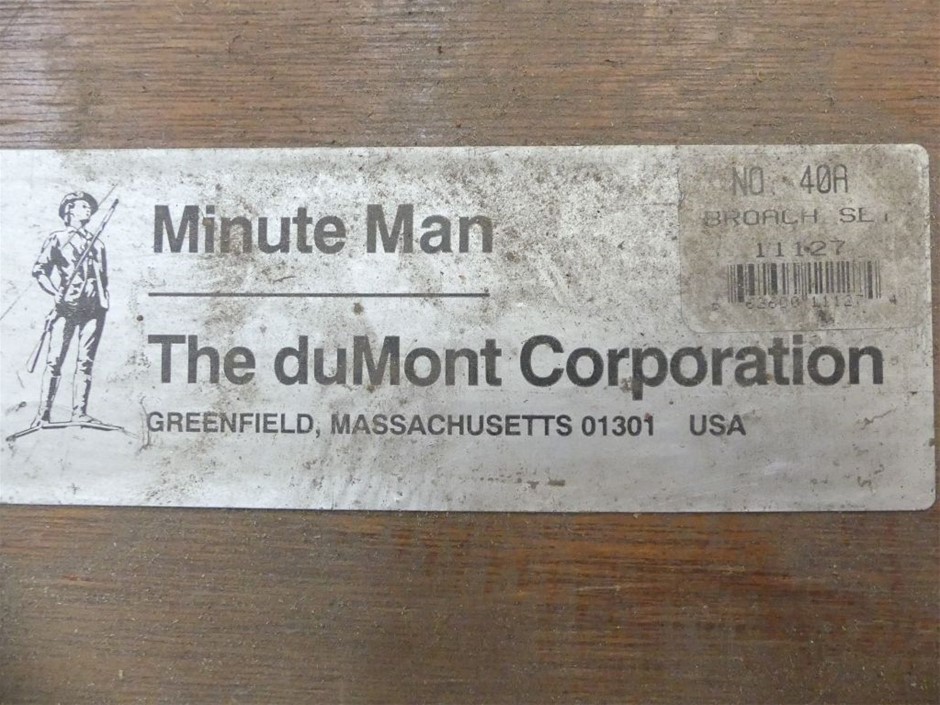 Minute Man
The duMont Corporation
GREENFIELD, MASSACHUSETTS 01301 USA
NO. 40A
BROACH SET
11127